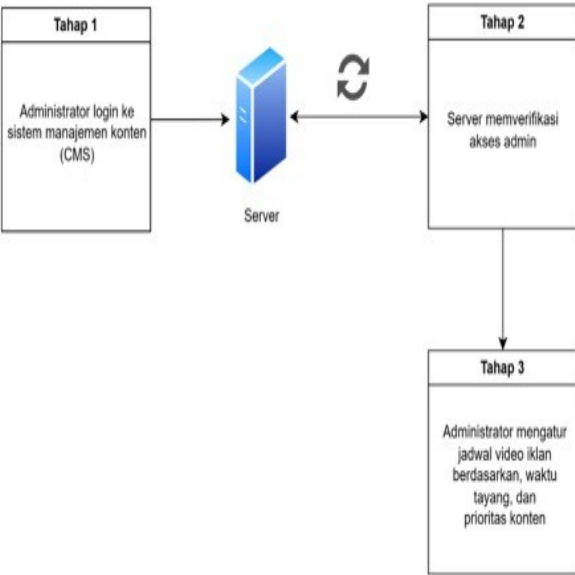 Tahap 1
Administrator login ke
sistem manajemen konten
(CMS)
Server
Tahap 2
Server memverifikasi
akses admin
Tahap 3
Administrator mengatur
jadwal video iklan
berdasarkan, waktu
tayang, dan
prioritas konten